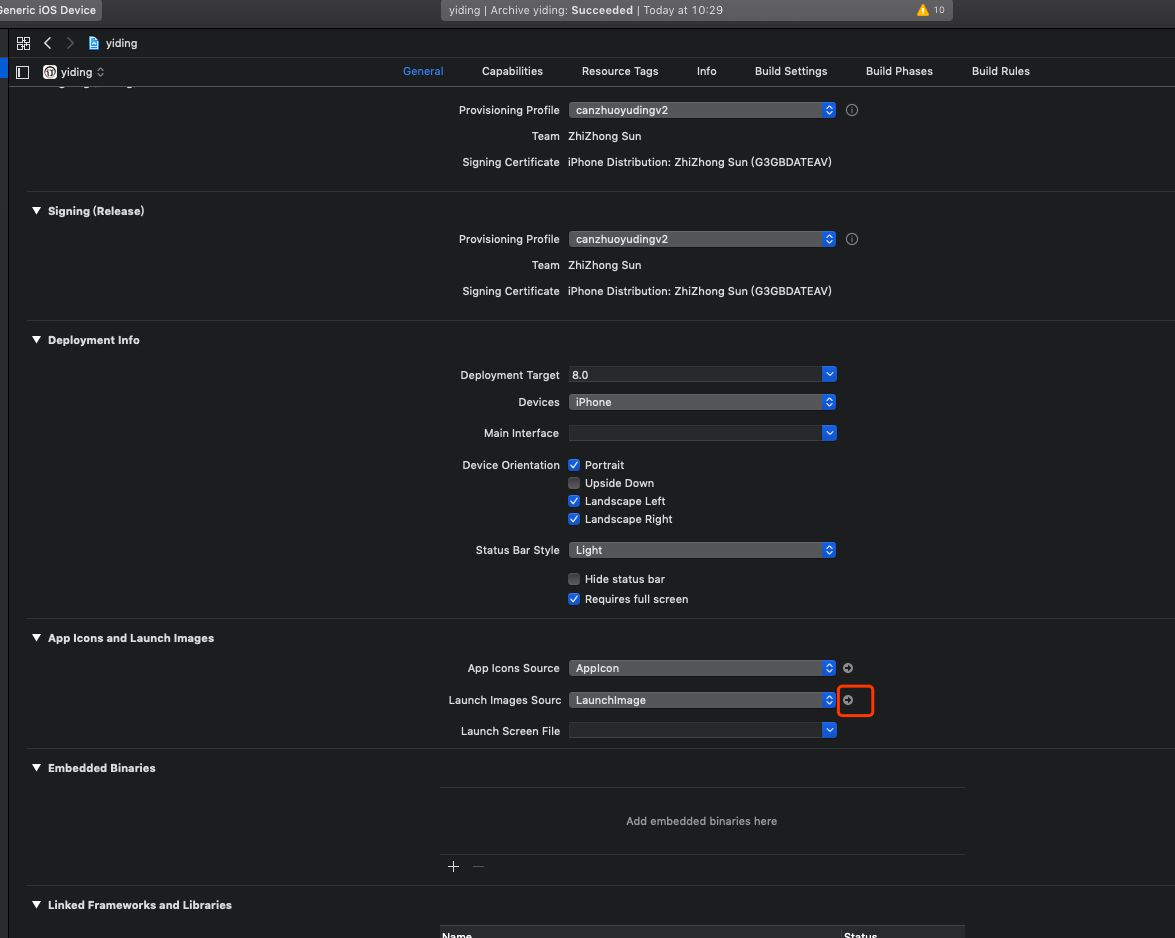 Generic iOS Device
yiding | Archive yiding: Succeeded | Today at 10:29
10
yiding
yiding
General Capabilities Resource Tags Info Build Settings Build Phases Build Rules
Provisioning Profile canzhuoyudingv2
Team ZhiZhong Sun
Signing Certificate iPhone Distribution: ZhiZhong Sun (G3GBDATEAV)
Signing (Release)
Provisioning Profile canzhuoyudingv2
Team ZhiZhong Sun
Signing Certificate iPhone Distribution: ZhiZhong Sun (G3GBDATEAV)
Deployment Info
Deployment Target 8.0
Devices iPhone
Main Interface
Device Orientation Portrait
Upside Down
Landscape Left
Landscape Right
Status Bar Style Light
Hide status bar
Requires full screen
App Icons and Launch Images
App Icons Source AppIcon
Launch Images Sourc LaunchImage
Launch Screen File
Embedded Binaries
Add embedded binaries here
Linked Frameworks and Libraries
Name Status